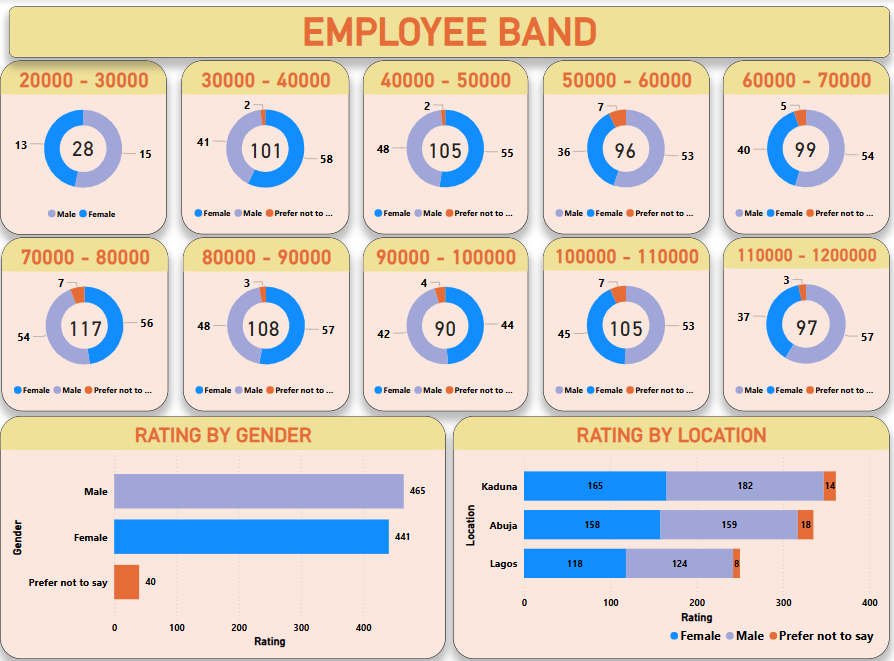 EMPLOYEE BAND
20000 - 30000
13
28
15
Male Female
30000 - 40000
2
41
101
58
Female Male Prefer not to ...
40000 - 50000
2
48
105
55
Female Male Prefer not to ...
50000 - 60000
7
36
96
53
Male Female Prefer not to ...
60000 - 70000
5
40
99
54
Male Female Prefer not to ...
70000 - 80000
7
54
117
56
Female Male Prefer not to ...
80000 - 90000
3
48
108
57
Female Male Prefer not to ...
90000 - 100000
4
42
90
44
Female Male Prefer not to ...
100000 - 110000
7
45
105
53
Male Female Prefer not to ...
110000 - 1200000
3
37
97
57
Male Female Prefer not to ...
RATING BY GENDER
Gender
Male 465
Female 441
Prefer not to say 40
0 100 200 300 400
Rating
RATING BY LOCATION
Location
Kaduna 165 182 14
Abuja 158 159 18
Lagos 118 124 8
0 100 200 300 400
Rating
Female Male Prefer not to say